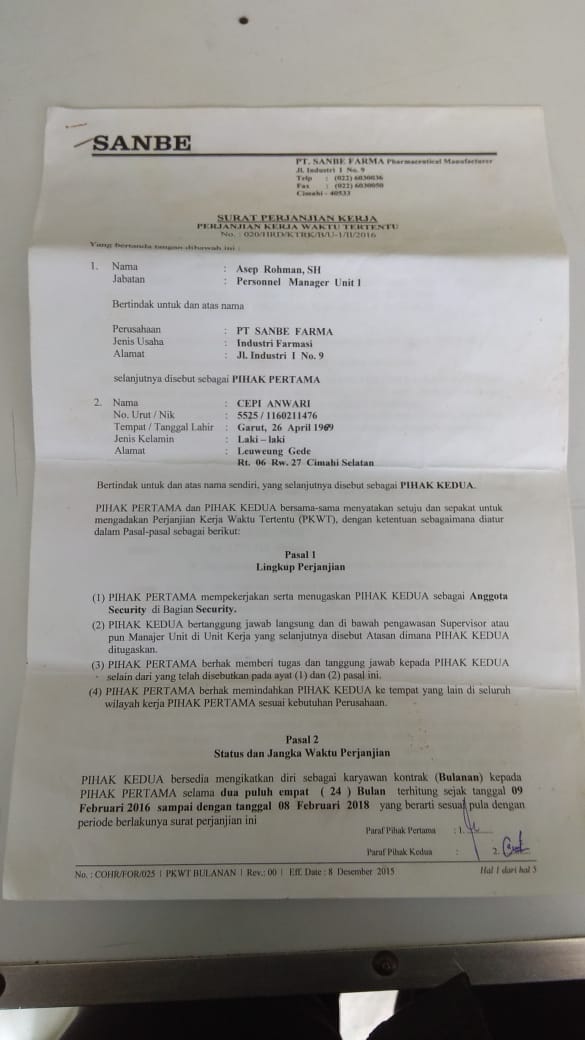 SANBE
PT. SANBE FARMA Pharmaceutical Manufacturer
Jl. Industri I No. 9
Telp : (022) 6030036
Fax : (022) 6030050
Cimahi - 40533
SURAT PERJANJIAN KERJA
PERJANJIAN KERJA WAKTU TERTENTU
No. : 020/HRD/KTRK/B/U-1/II/2016
Yang bertanda tangan dibawah ini :
1. Nama : Asep Rohman, SH
Jabatan : Personnel Manager Unit 1
Bertindak untuk dan atas nama
Perusahaan : PT SANBE FARMA
Jenis Usaha : Industri Farmasi
Alamat : Jl. Industri I No. 9
selanjutnya disebut sebagai PIHAK PERTAMA
2. Nama : CEPI ANWARI
No. Urut / Nik : 5525 / 1160211476
Tempat / Tanggal Lahir : Garut, 26 April 1969
Jenis Kelamin : Laki – laki
Alamat : Leuweung Gede
Rt. 06 Rw. 27 Cimahi Selatan
Bertindak untuk dan atas nama sendiri, yang selanjutnya disebut sebagai PIHAK KEDUA.
PIHAK PERTAMA dan PIHAK KEDUA bersama-sama menyatakan setuju dan sepakat untuk
mengadakan Perjanjian Kerja Waktu Tertentu (PKWT), dengan ketentuan sebagaimana diatur
dalam Pasal-pasal sebagai berikut:
Pasal 1
Lingkup Perjanjian
(1) PIHAK PERTAMA mempekerjakan serta menugaskan PIHAK KEDUA sebagai Anggota
Security di Bagian Security.
(2) PIHAK KEDUA bertanggung jawab langsung dan di bawah pengawasan Supervisor atau
pun Manajer Unit di Unit Kerja yang selanjutnya disebut Atasan dimana PIHAK KEDUA
ditugaskan.
(3) PIHAK PERTAMA berhak memberi tugas dan tanggung jawab kepada PIHAK KEDUA
selain dari yang telah disebutkan pada ayat (1) dan (2) pasal ini.
(4) PIHAK PERTAMA berhak memindahkan PIHAK KEDUA ke tempat yang lain di seluruh
wilayah kerja PIHAK PERTAMA sesuai kebutuhan Perusahaan.
Pasal 2
Status dan Jangka Waktu Perjanjian
PIHAK KEDUA bersedia mengikatkan diri sebagai karyawan kontrak (Bulanan) kepada
PIHAK PERTAMA selama dua puluh empat ( 24 ) Bulan terhitung sejak tanggal 09
Februari 2016 sampai dengan tanggal 08 Februari 2018 yang berarti sesuai pula dengan
periode berlakunya surat perjanjian ini
Paraf Pihak Pertama : 1.
Paraf Pihak Kedua : 2.
No. : COHR/FOR/025 | PKWT BULANAN | Rev.: 00 | Eff. Date : 8 Desember 2015 Hal 1 dari hal 5